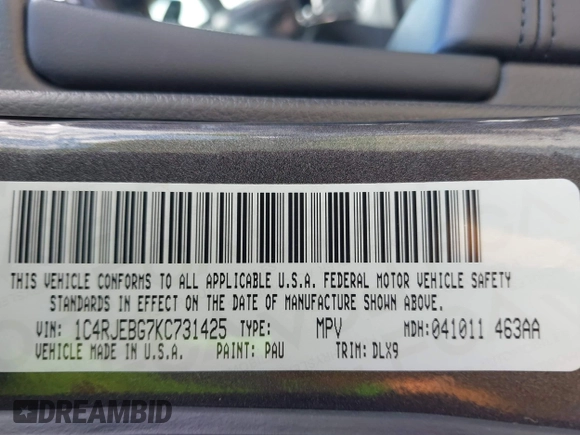 THIS VEHICLE CONFORMS TO ALL APPLICABLE U.S.A. FEDERAL MOTOR VEHICLE SAFETY
STANDARDS IN EFFECT ON THE DATE OF MANUFACTURE SHOWN ABOVE.
VIN: 1C4RJEBG7KC731425 TYPE: MPV MDH:041011 463AA
VEHICLE MADE IN U.S.A. PAINT: PAU TRIM: DLX9
DREAMBID